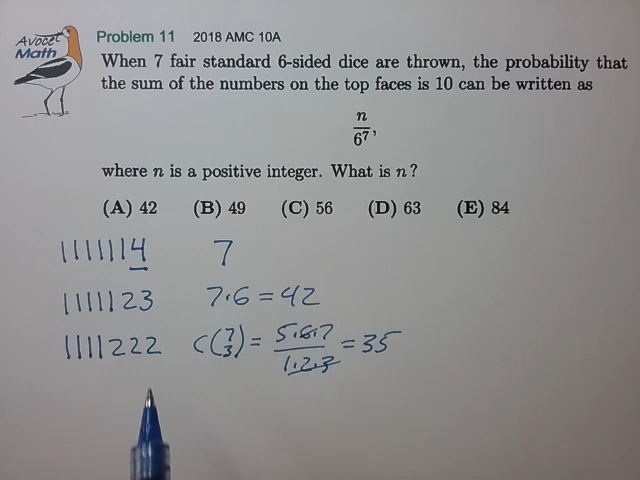 Avocet
Math
Problem 11 2018 AMC 10A
When 7 fair standard 6-sided dice are thrown, the probability that
the sum of the numbers on the top faces is 10 can be written as
n
6^7,
where n is a positive integer. What is n?
(A) 42 (B) 49 (C) 56 (D) 63 (E) 84
11111114 7
1111123 7·6=42
1111222 C(7 3) = 5·6·7/1·2·3 = 35